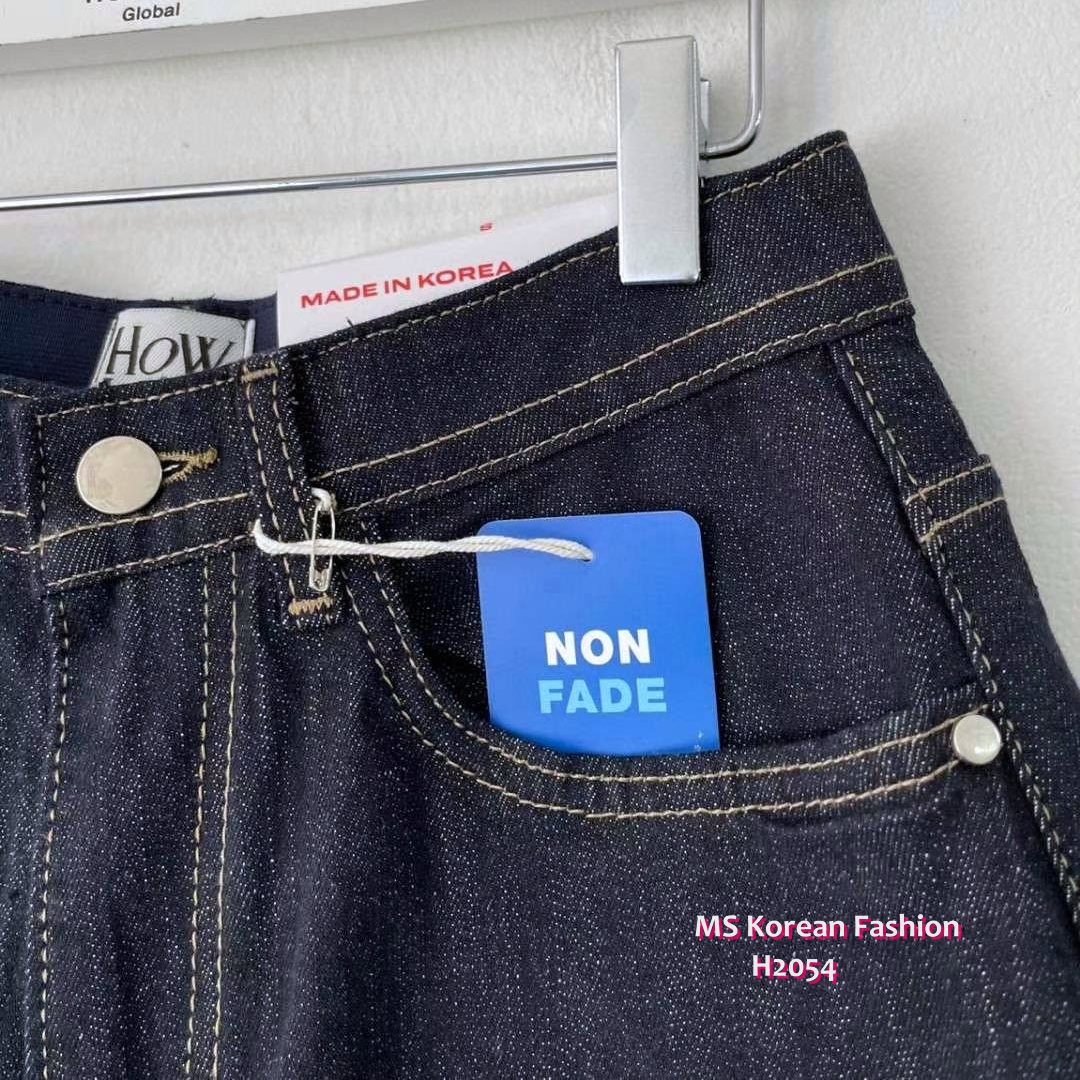 Global
S
MADE IN KOREA
HOW
NON
FADE
MS Korean Fashion
H2054